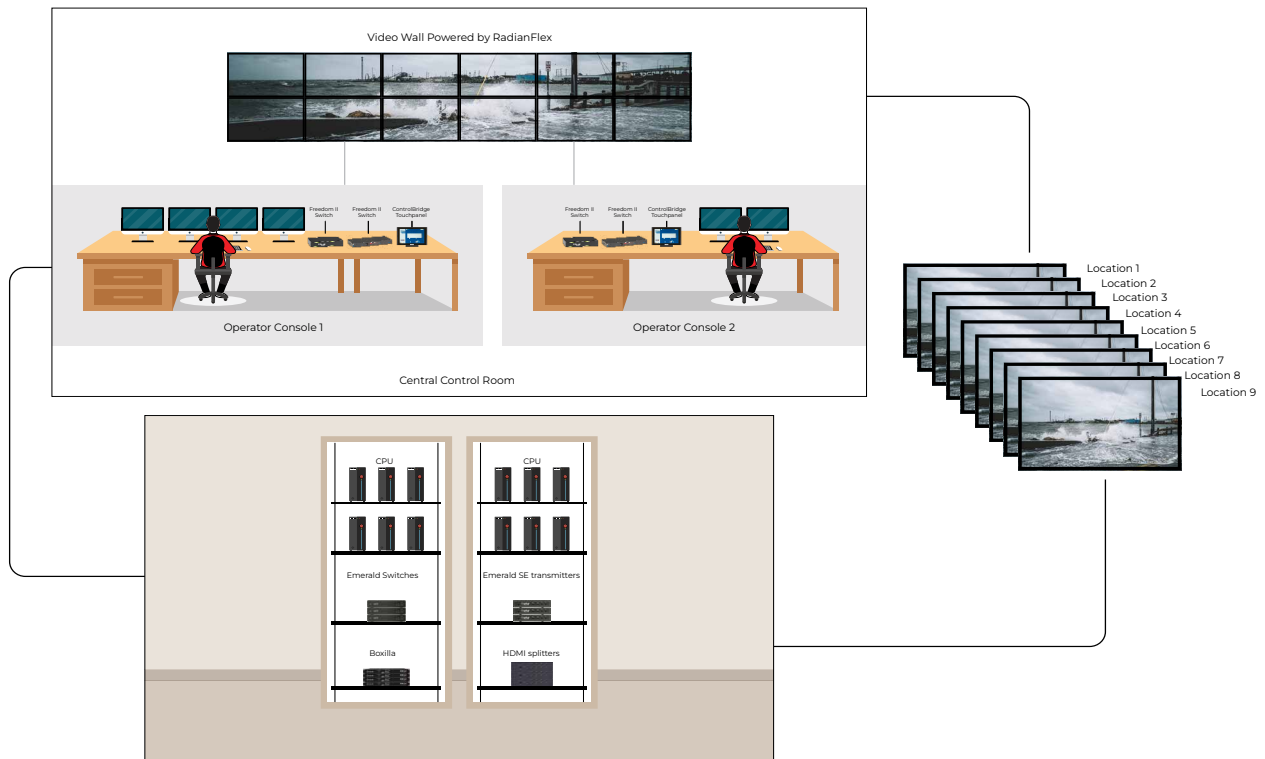 Video Wall Powered by RadianFlex
Freedom II
Switch
Freedom II
Switch
ControlBridge
Touchpanel
Freedom II
Switch
Freedom II
Switch
ControlBridge
Touchpanel
Operator Console 1
Operator Console 2
Central Control Room
Location 1
Location 2
Location 3
Location 4
Location 5
Location 6
Location 7
Location 8
Location 9
CPU
CPU
Emerald Switches
Emerald SE transmitters
Boxilla
HDMI splitters